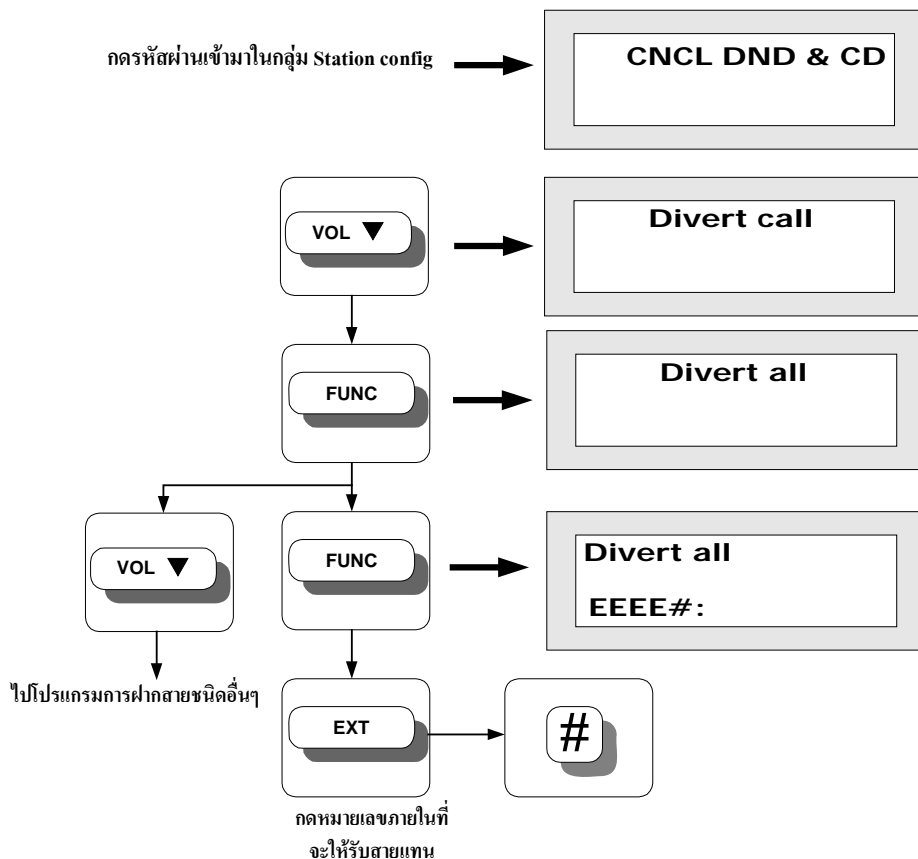 กดรหัสผ่านเข้ามาในกลุ่ม Station config
CNCL DND & CD
VOL ▼
Divert call
FUNC
Divert all
VOL ▼
FUNC
Divert all
EEEE#:
ไปโปรแกรมการฝากสายชนิดอื่นๆ
EXT
#
กดหมายเลขภายในที่
จะให้รับสายแทน